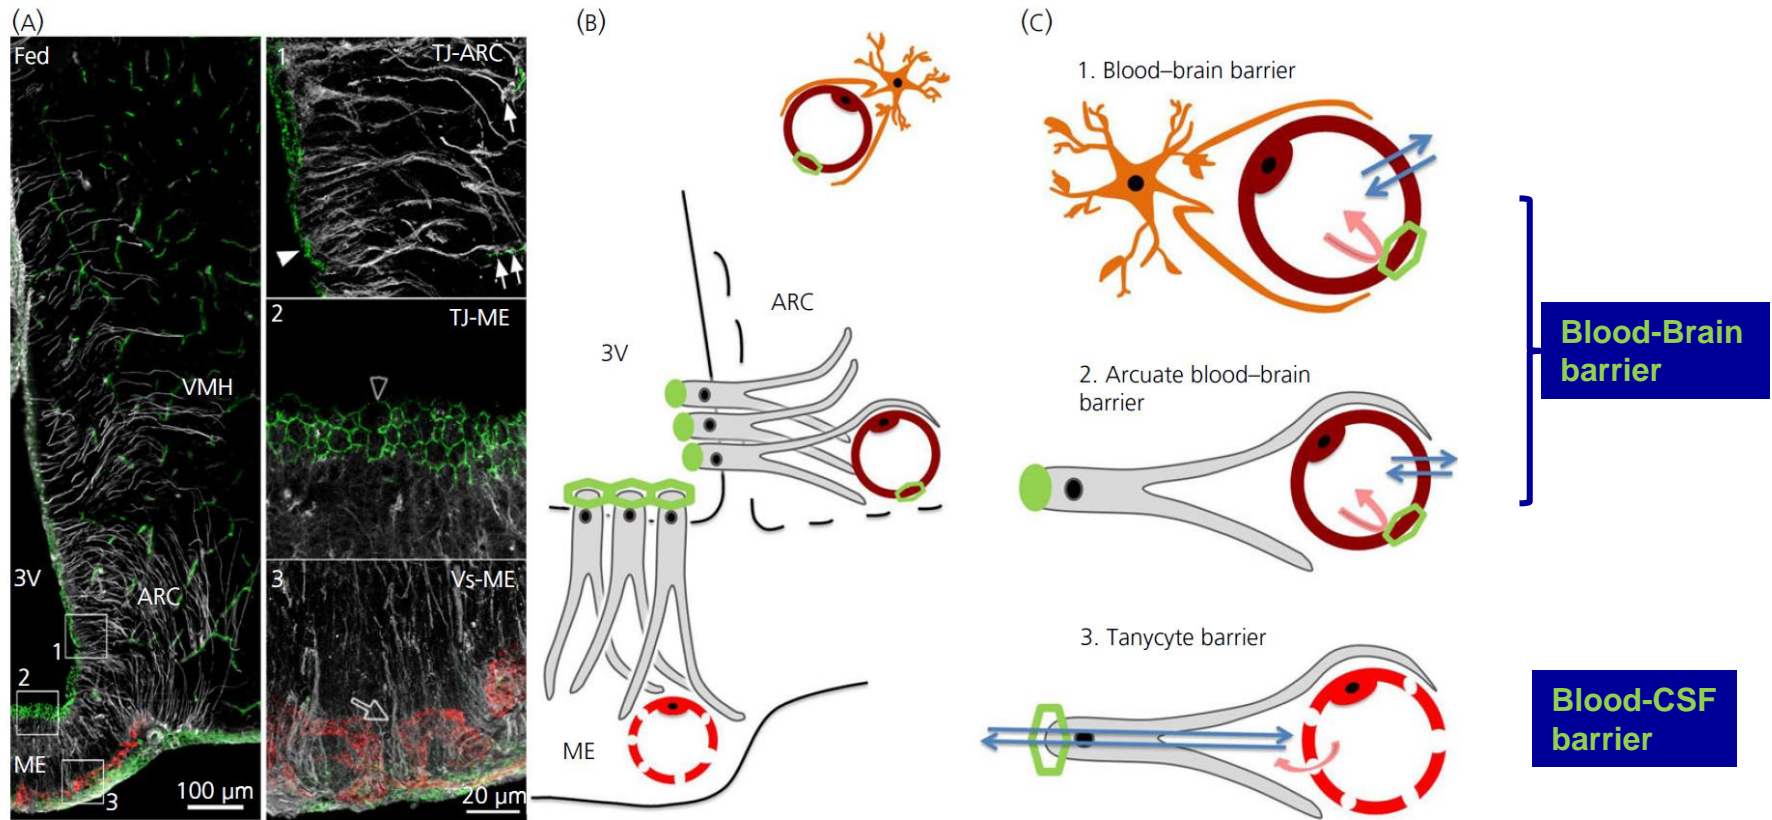 (A)
Fed
VMH
3V
ARC
1
2
ME
3
100 µm
1
TJ-ARC
2
TJ-ME
3
Vs-ME
20 µm
(B)
ARC
3V
ME
(C)
1. Blood–brain barrier
2. Arcuate blood–brain
barrier
3. Tanycyte barrier
Blood-Brain
barrier
Blood-CSF
barrier